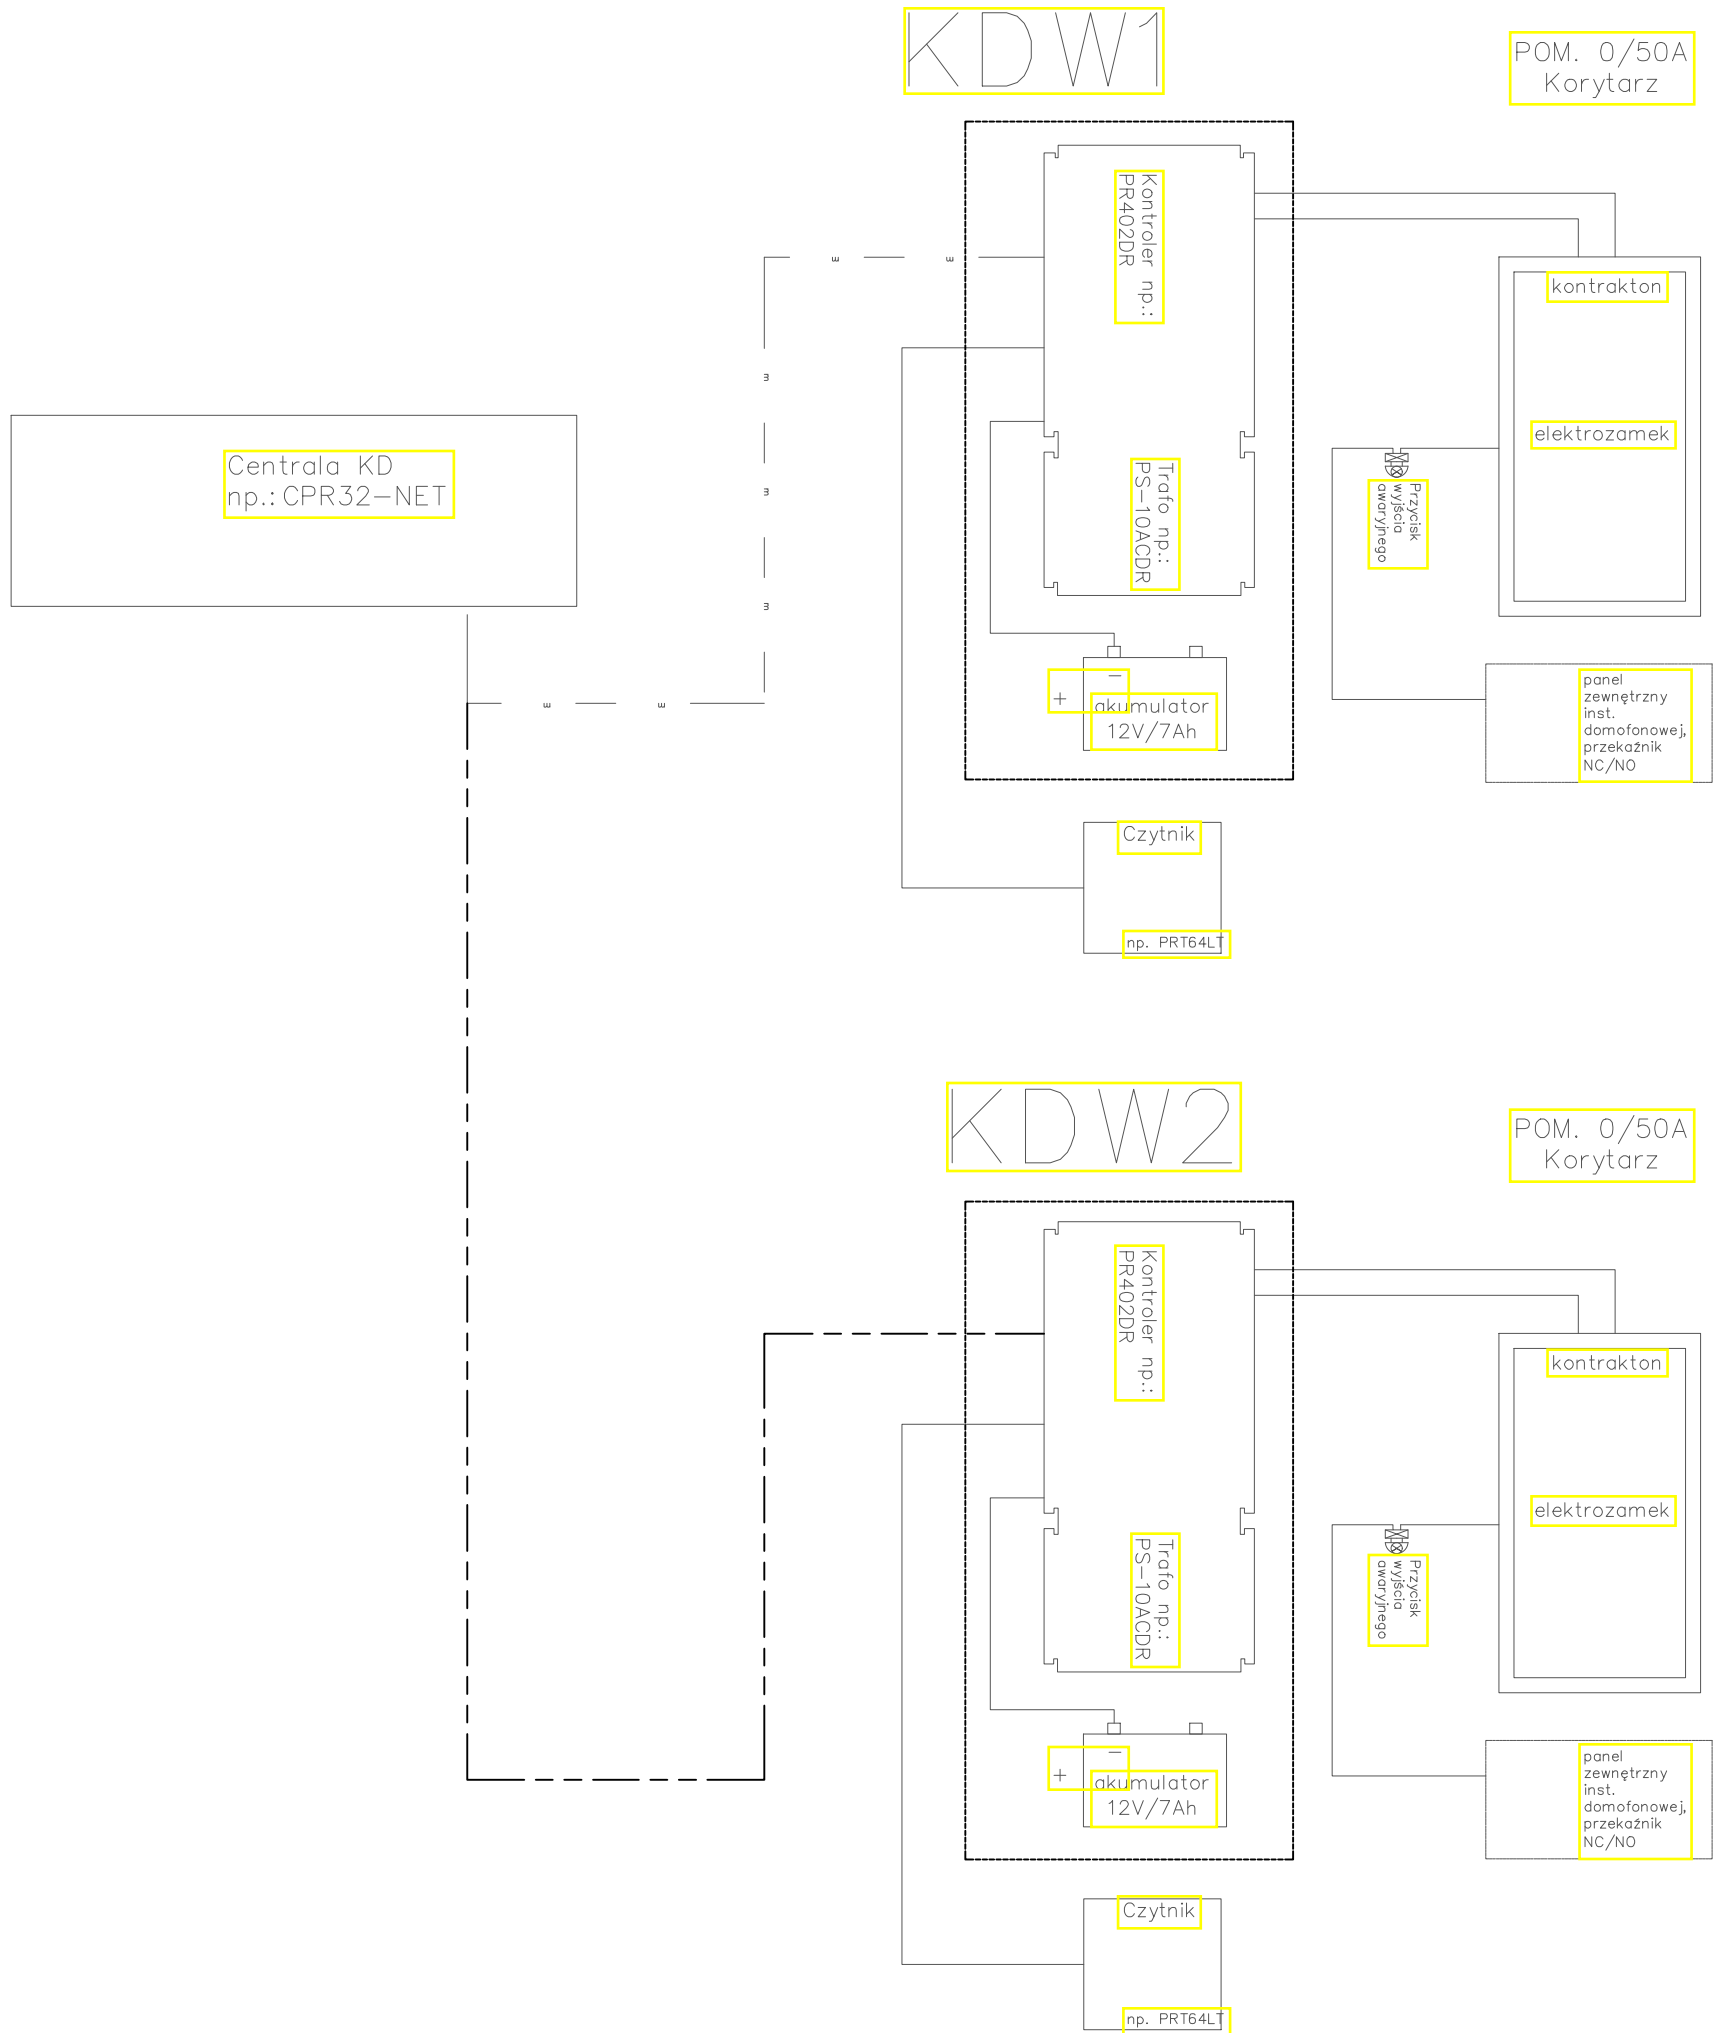 KDW1
POM. 0/50A
Korytarz
Kontroler np.:
PR402DR
kontrakton
elektrozamek
Centrala KD
np.: CPR32-NET
Trafo np.:
PS-10ACDR
Przycisk
wyjścia
awaryjnego
-
+
akumulator
12V/7Ah
panel
zewnętrzny
inst.
domofonowej,
przekaźnik
NC/NO
Czytnik
np. PRT64LT
KDW2
POM. 0/50A
Korytarz
Kontroler np.:
PR402DR
kontrakton
elektrozamek
Trafo np.:
PS-10ACDR
Przycisk
wyjścia
awaryjnego
-
+
akumulator
12V/7Ah
panel
zewnętrzny
inst.
domofonowej,
przekaźnik
NC/NO
Czytnik
np. PRT64LT